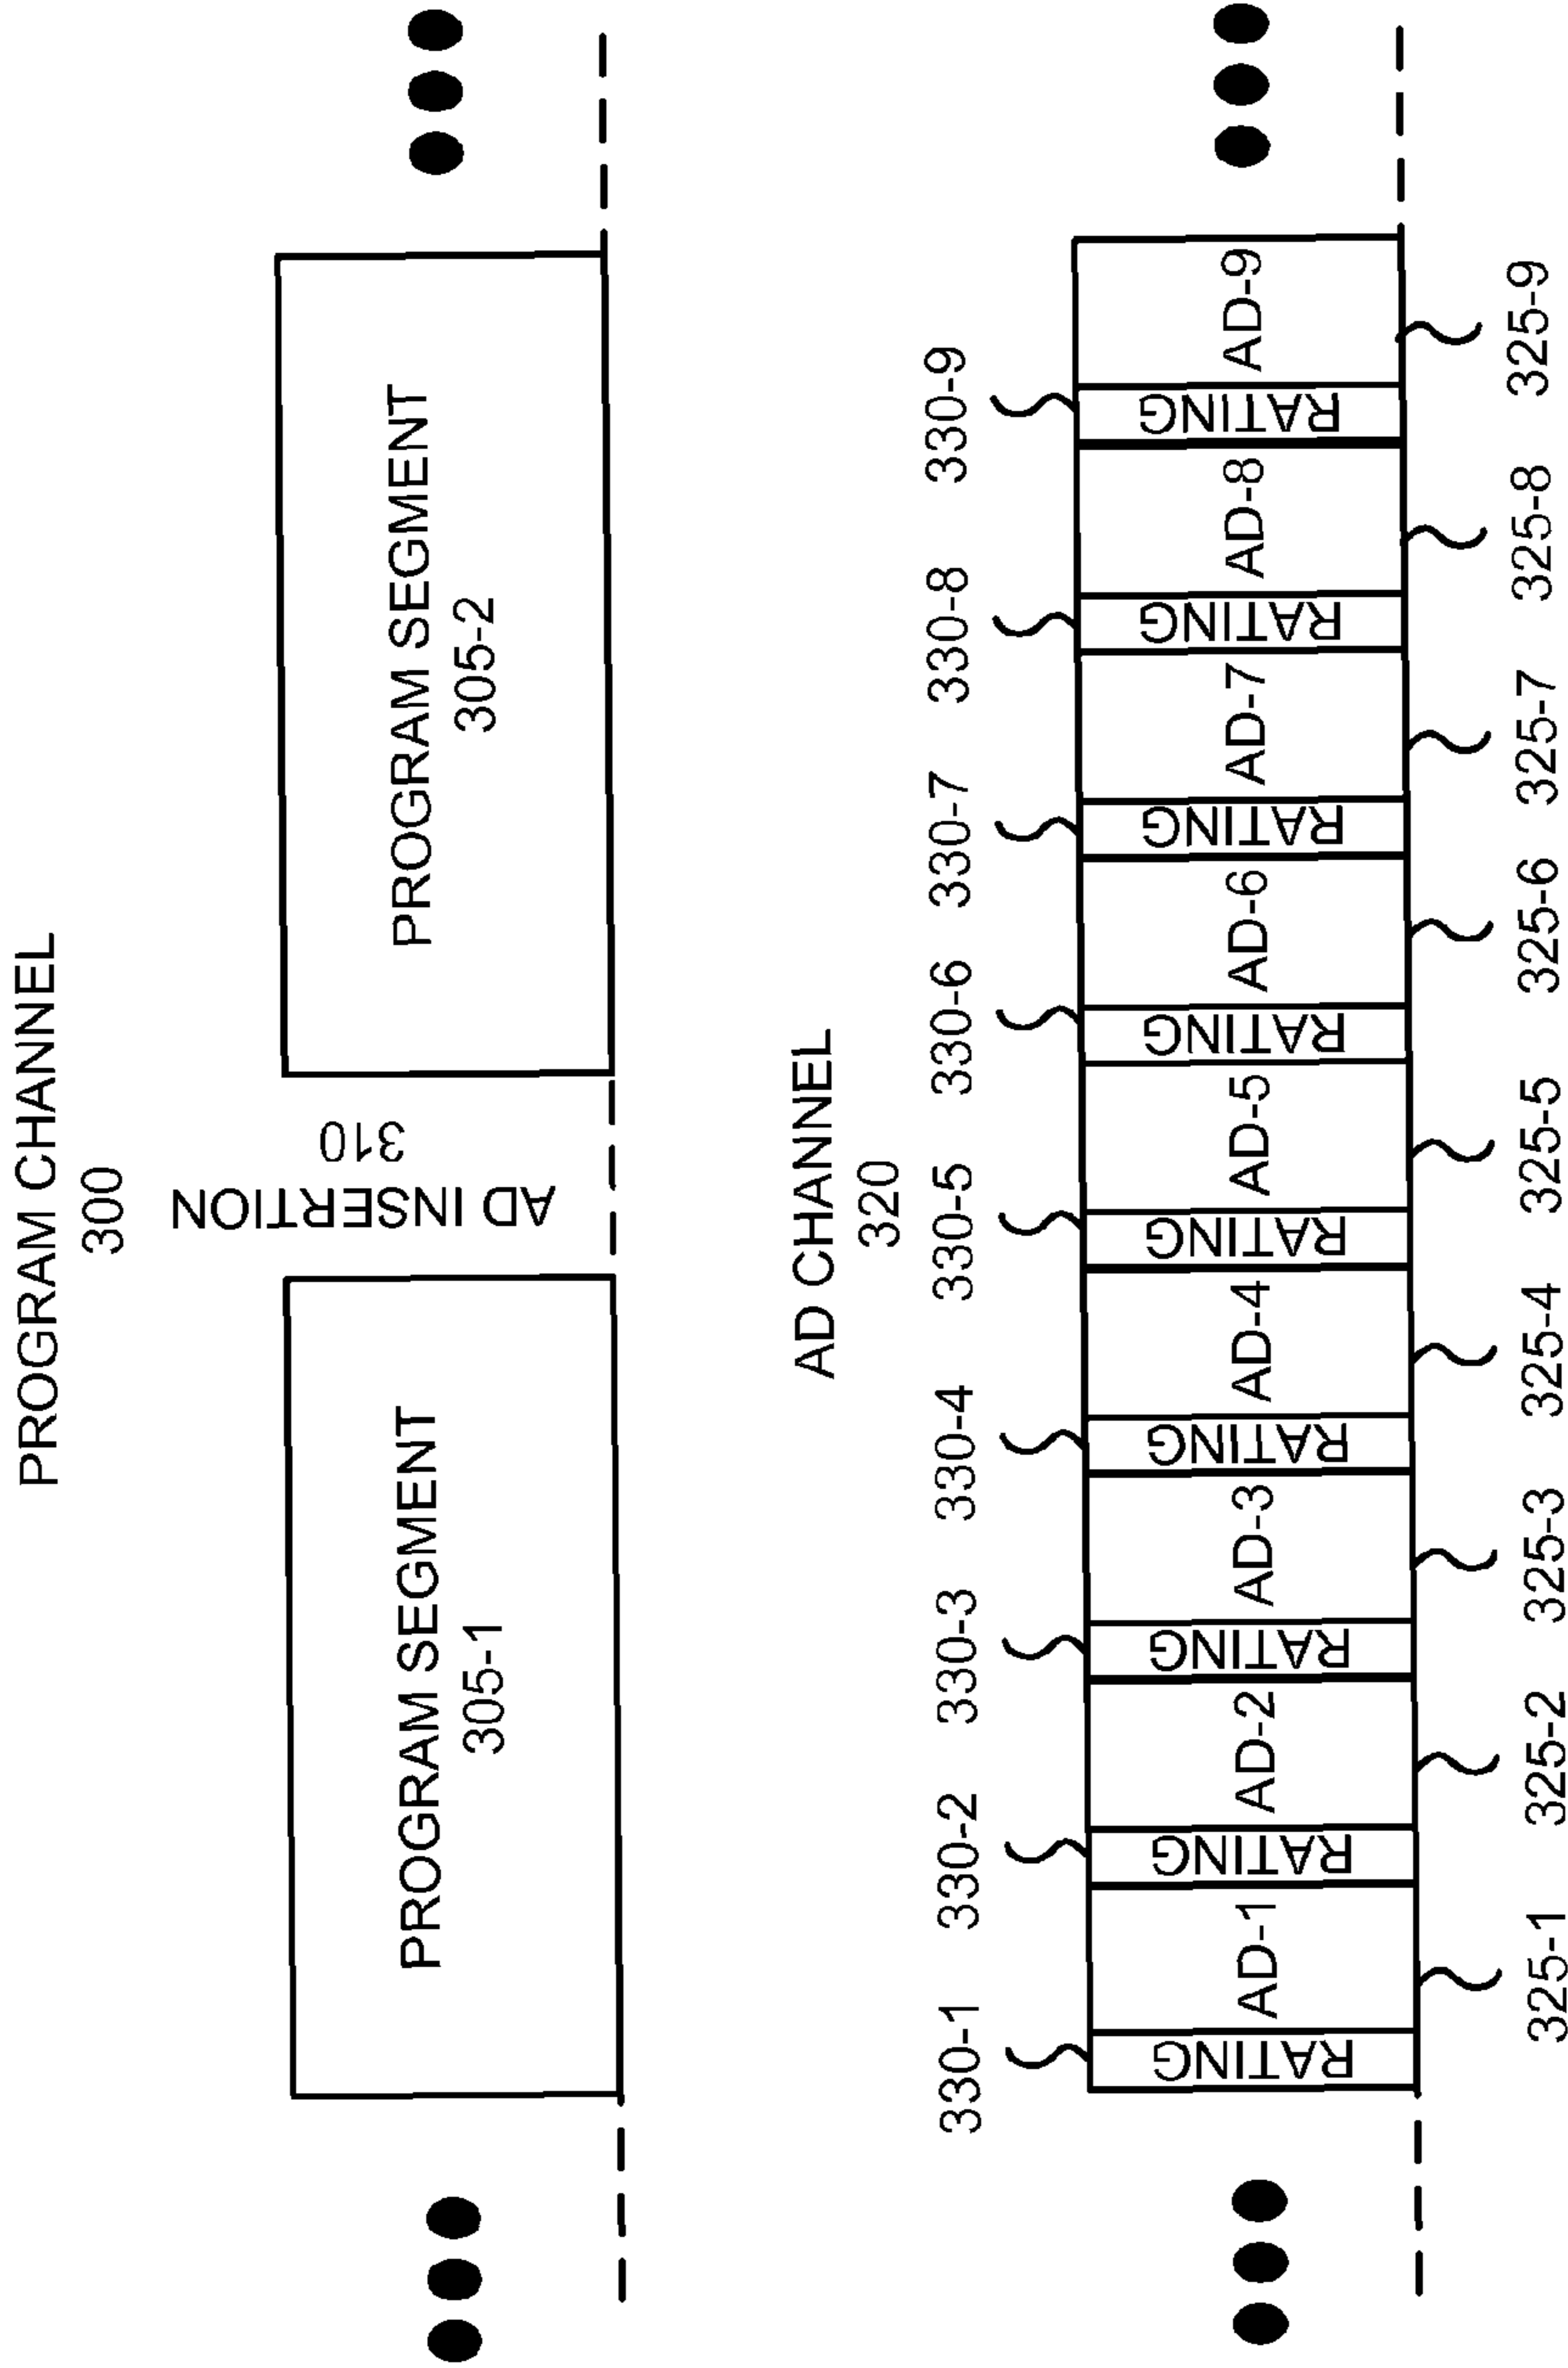 PROGRAM CHANNEL
300
PROGRAM SEGMENT
305-1
AD INSERTION
310
PROGRAM SEGMENT
305-2
AD CHANNEL
320
330-1
330-2
330-3
330-4
330-5
330-6
330-7
330-8
330-9
RATING
AD-1
RATING
AD-2
RATING
AD-3
RATING
AD-4
RATING
AD-5
RATING
AD-6
RATING
AD-7
RATING
AD-8
RATING
AD-9
325-1
325-2
325-3
325-4
325-5
325-6
325-7
325-8
325-9